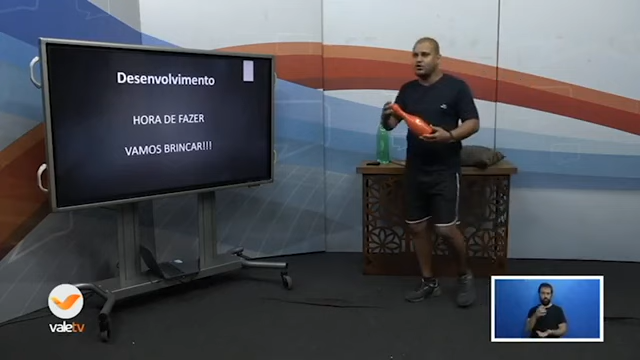 Desenvolvimento
HORA DE FAZER
VAMOS BRINCAR!!!
valetv